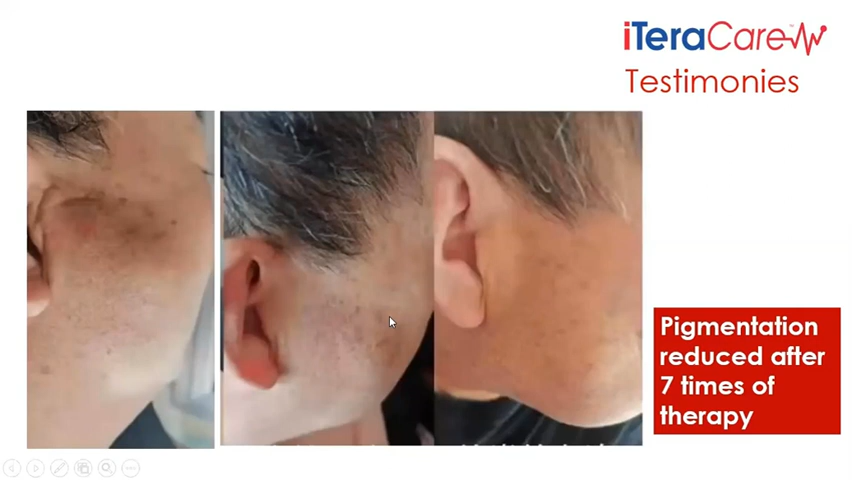 iTeraCare
Testimonies
Pigmentation
reduced after
7 times of
therapy